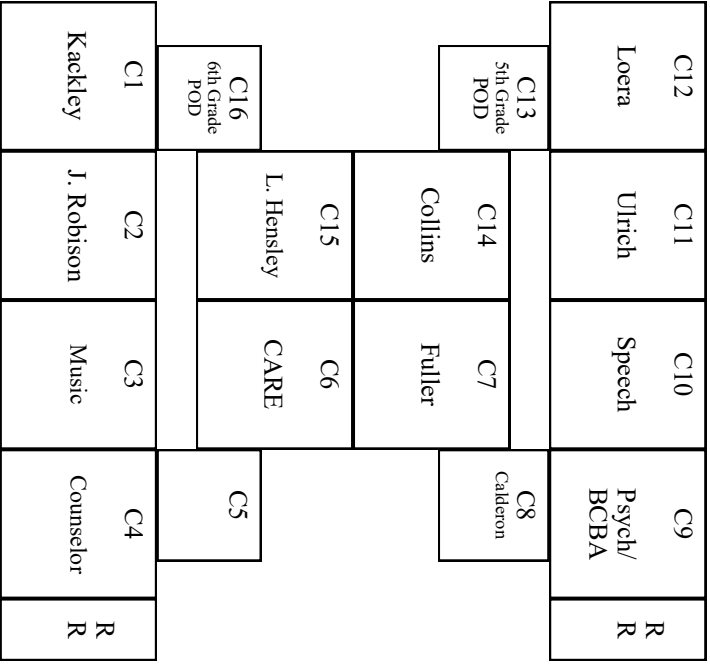 C1
Kackley
C16
6th Grade
POD
C13
5th Grade
POD
C12
Loera
C2
J. Robison
C15
L. Hensley
C14
Collins
C11
Ulrich
C3
Music
C6
CARE
C7
Fuller
C10
Speech
C4
Counselor
C5
C8
Calderon
C9
Psych/
BCBA
R
R
R
R